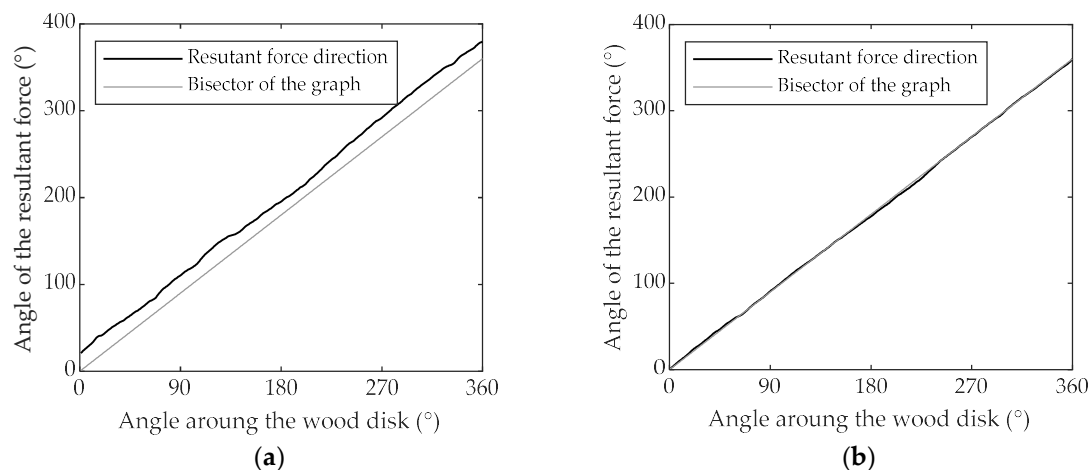 400
300
200
100
0
0 90 180 270 360
Angle of the resultant force (°)
Angle aroung the wood disk (°)
Resutant force direction
Bisector of the graph
(a)
400
300
200
100
0
0 90 180 270 360
Angle of the resultant force (°)
Angle aroung the wood disk (°)
Resutant force direction
Bisector of the graph
(b)